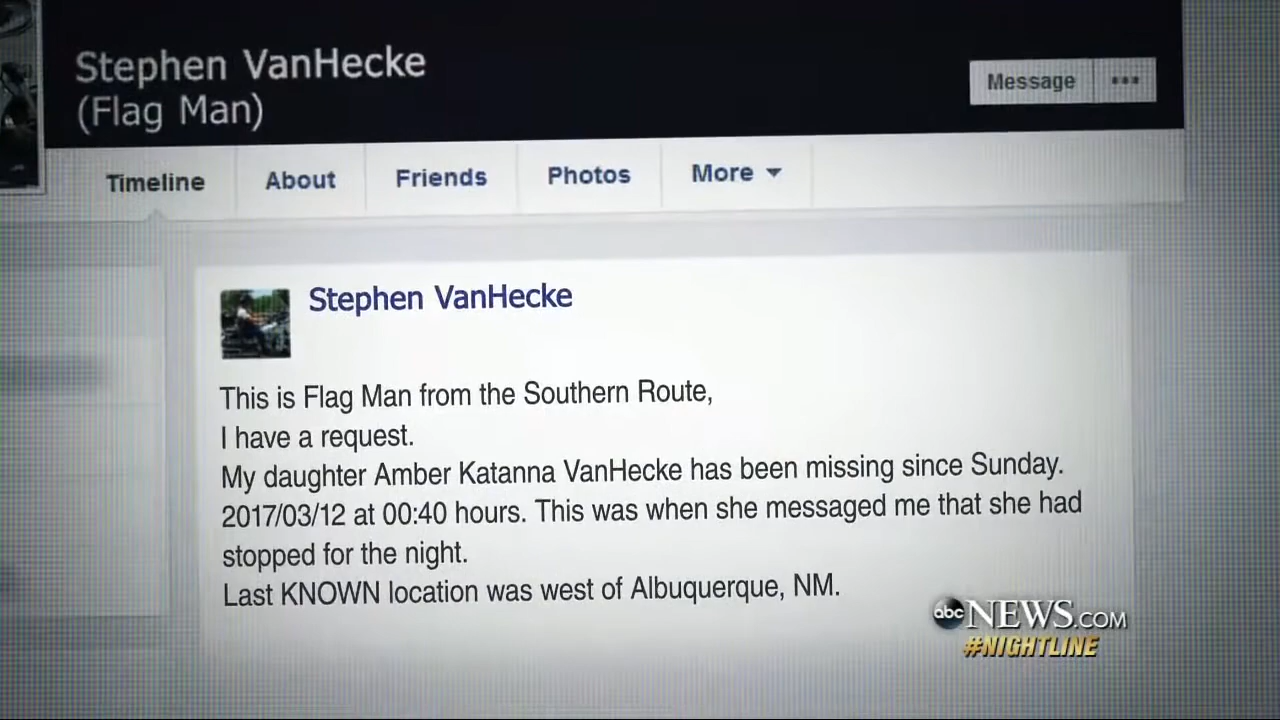 Stephen VanHecke
(Flag Man)
Message
Timeline
About
Friends
Photos
More
Stephen VanHecke
This is Flag Man from the Southern Route,
I have a request.
My daughter Amber Katanna VanHecke has been missing since Sunday.
2017/03/12 at 00:40 hours. This was when she messaged me that she had
stopped for the night.
Last KNOWN location was west of Albuquerque, NM.
abc NEWS.COM
#NIGHTLINE